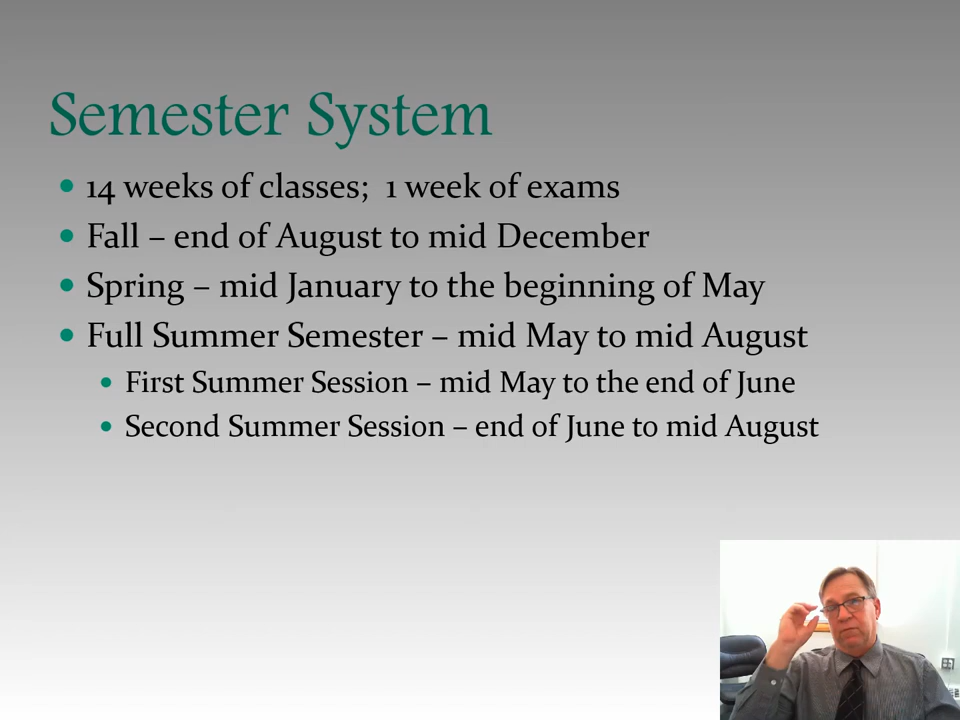 Semester System
14 weeks of classes;  1 week of exams
Fall – end of August to mid December
Spring – mid January to the beginning of May
Full Summer Semester – mid May to mid August
First Summer Session – mid May to the end of June
Second Summer Session – end of June to mid August